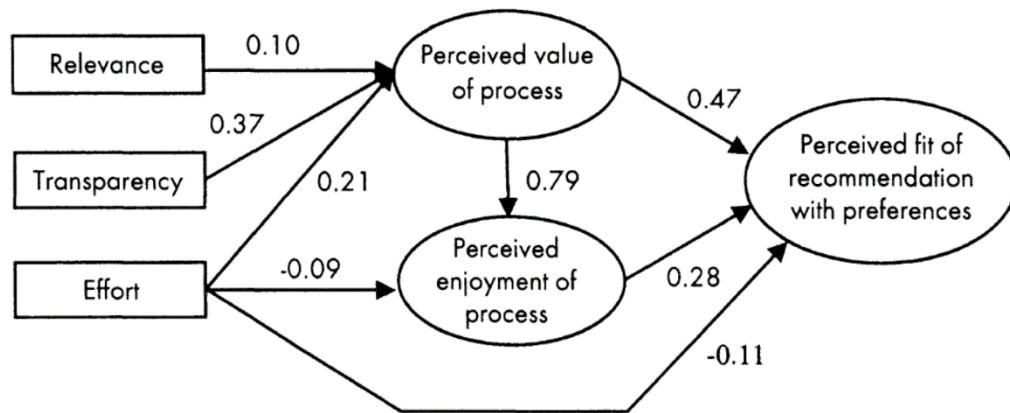 Relevance
0.10
Perceived value
of process
0.47
0.37
Transparency
0.21
0.79
Perceived fit of
recommendation
with preferences
Effort
-0.09
Perceived
enjoyment of
process
0.28
-0.11